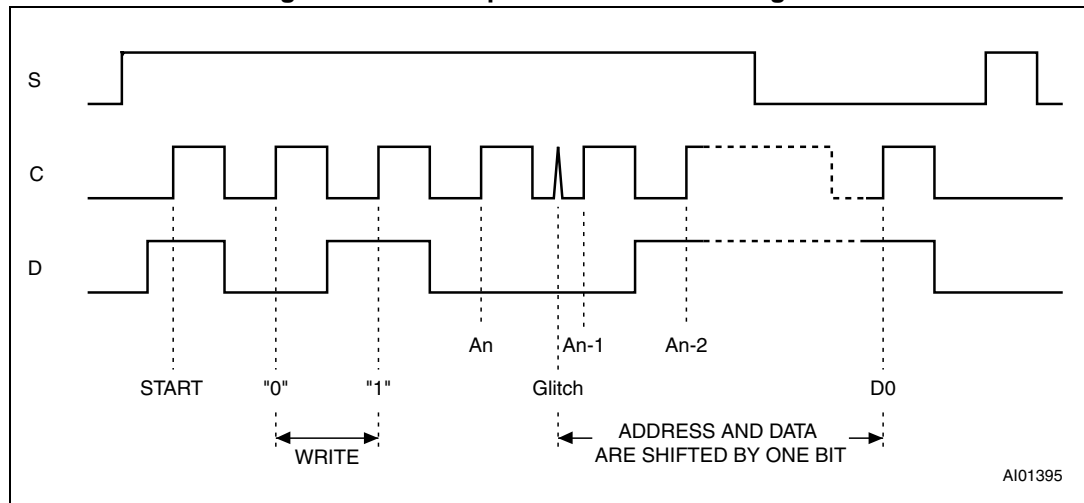 S
C
D
An An-1 An-2
START "0" "1" Glitch D0
WRITE
ADDRESS AND DATA
ARE SHIFTED BY ONE BIT
AI01395